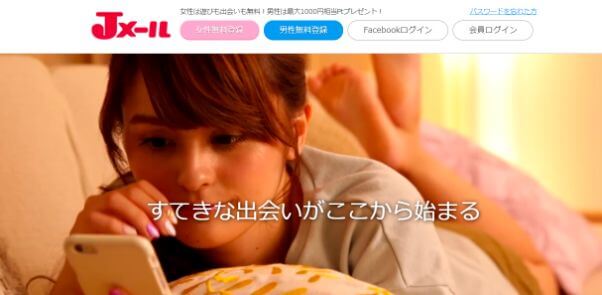 Jメール
女性は遊びも出会いも無料！男性は最大1000円相当Ptプレゼント！
パスワードを忘れた方
女性無料登録
男性無料登録
Facebookログイン
会員ログイン
すてきな出会いがここから始まる